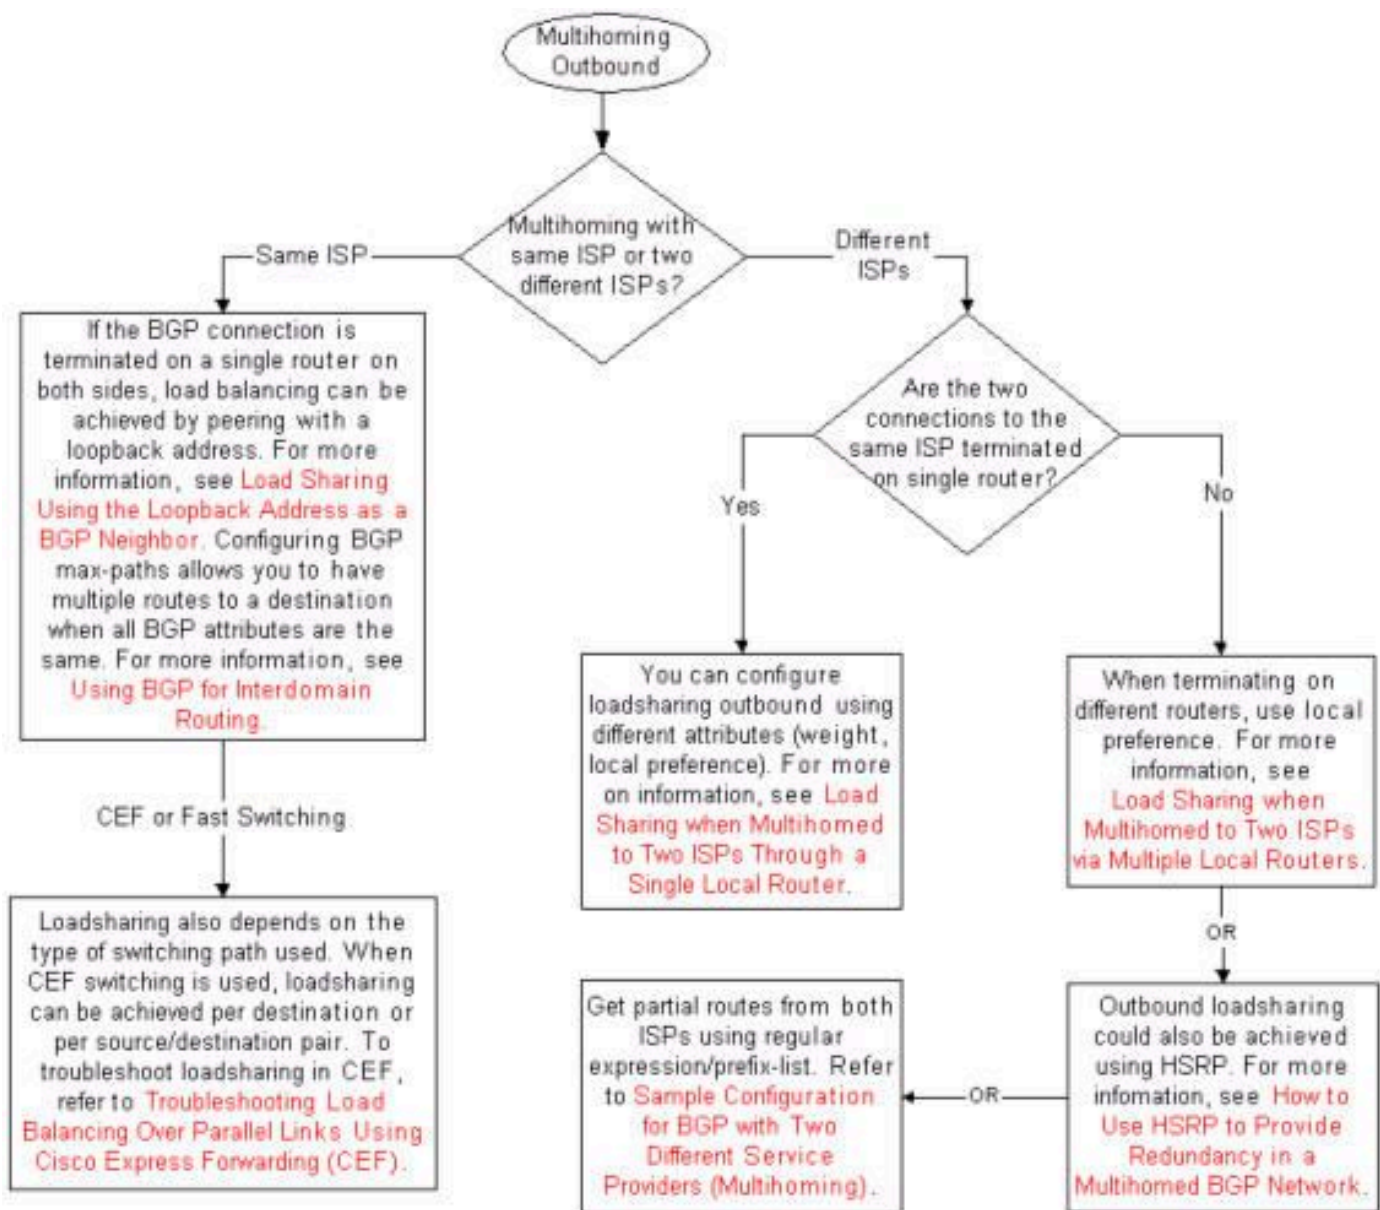 Multihoming
Outbound
Multihoming with
same ISP or two
different ISPs?
Same ISP
Different
ISPs
If the BGP connection is
terminated on a single router on
both sides, load balancing can be
achieved by peering with a
loopback address. For more
information, see Load Sharing
Using the Loopback Address as a
BGP Neighbor. Configuring BGP
max-paths allows you to have
multiple routes to a destination
when all BGP attributes are the
same. For more information, see
Using BGP for Interdomain
Routing.
CEF or Fast Switching
Loadsharing also depends on the
type of switching path used. When
CEF switching is used, loadsharing
can be achieved per destination or
per source/destination pair. To
troubleshoot loadsharing in CEF,
refer to Troubleshooting Load
Balancing Over Parallel Links Using
Cisco Express Forwarding (CEF).
Are the two
connections to the
same ISP terminated
on single router?
Yes
No
You can configure
loadsharing outbound using
different attributes (weight,
local preference). For more
on information, see Load
Sharing when Multihomed
to Two ISPs Through a
Single Local Router.
When terminating on
different routers, use local
preference. For more
information, see
Load Sharing when
Multihomed to Two ISPs
via Multiple Local Routers.
OR
Outbound loadsharing
could also be achieved
using HSRP. For more
infomation, see How to
Use HSRP to Provide
Redundancy in a
Multihomed BGP Network.
OR
Get partial routes from both
ISPs using regular
expression/prefix-list. Refer
to Sample Configuration
for BGP with Two
Different Service
Providers (Multihoming).